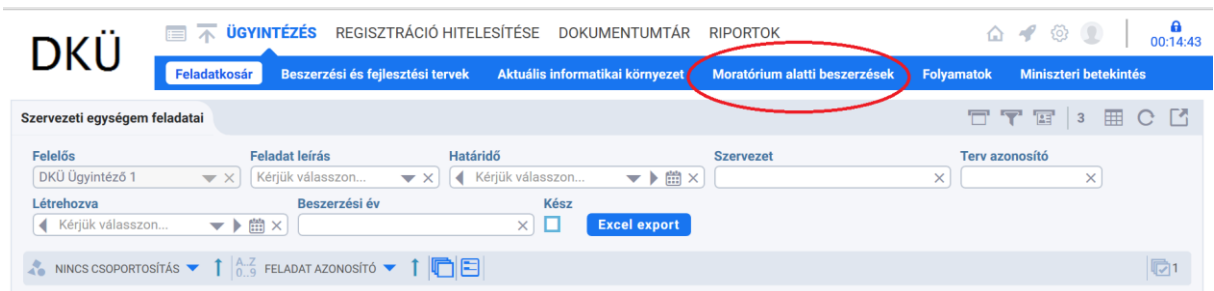 DKÜ
ÜGYINTÉZÉS REGISZTRÁCIÓ HITELESÍTÉSE DOKUMENTUMTÁR RIPORTOK
00:14:43
Feladatkosár Beszerzési és fejlesztési tervek Aktuális informatikai környezet Moratórium alatti beszerzések Folyamatok Miniszteri betekintés
Szervezeti egységem feladatai
3
Felelős Feladat leírás Határidő Szervezet Terv azonosító
DKÜ Ügyintéző 1 Kérjük válasszon... Kérjük válasszon...
Létrehozva Beszerzési év Kész
Kérjük válasszon... Excel export
NINCS CSOPORTOSÍTÁS A..Z 0..9 FELADAT AZONOSÍTÓ 1